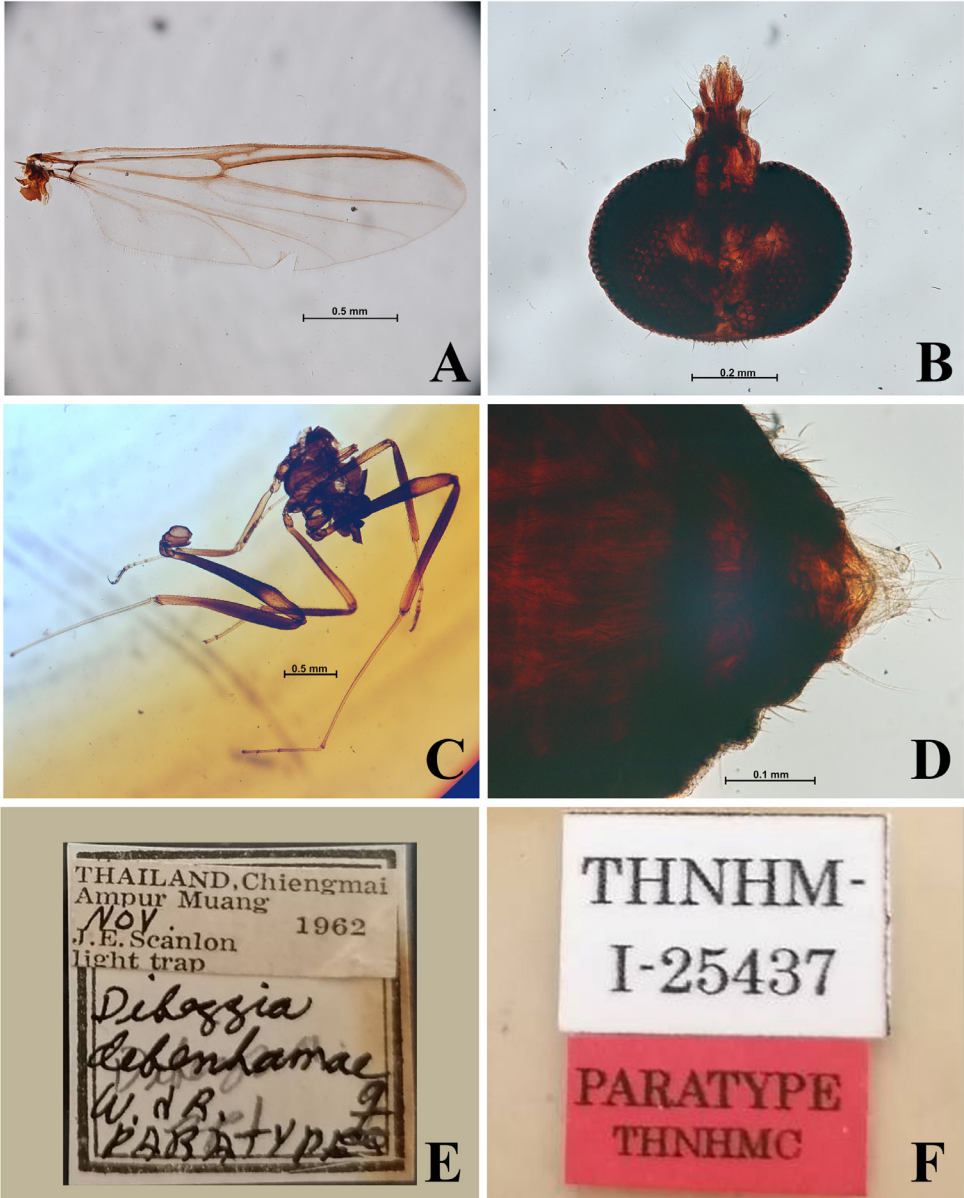 0.5 mm
A
0.2 mm
B
0.5 mm
C
0.1 mm
D
THAILAND, Chiengmai
Ampur Muang
Nov. 1962
J.E. Scanlon
light trap
Dibezzia
debenhamae
W. & R. ♀
PARATYPE
E
THNHM-
I-25437
PARATYPE
THNHMC
F